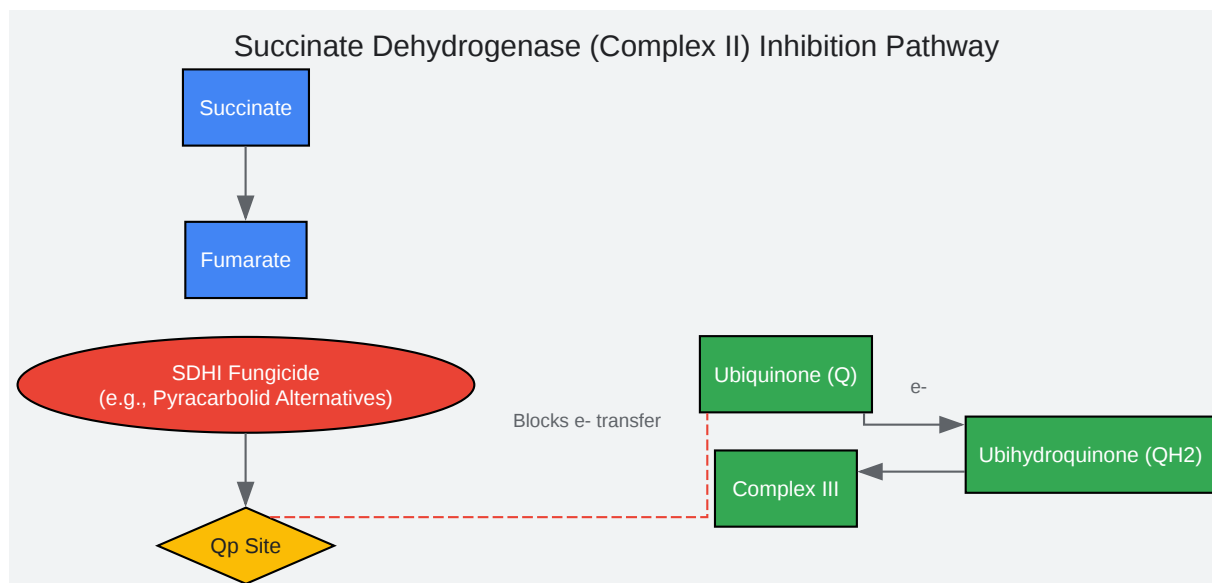 Succinate Dehydrogenase (Complex II) Inhibition Pathway
Succinate
Fumarate
SDHI Fungicide
(e.g., Pyracarbolid Alternatives)
Qp Site
Blocks e- transfer
Ubiquinone (Q)
e-
Ubihydroquinone (QH2)
Complex III